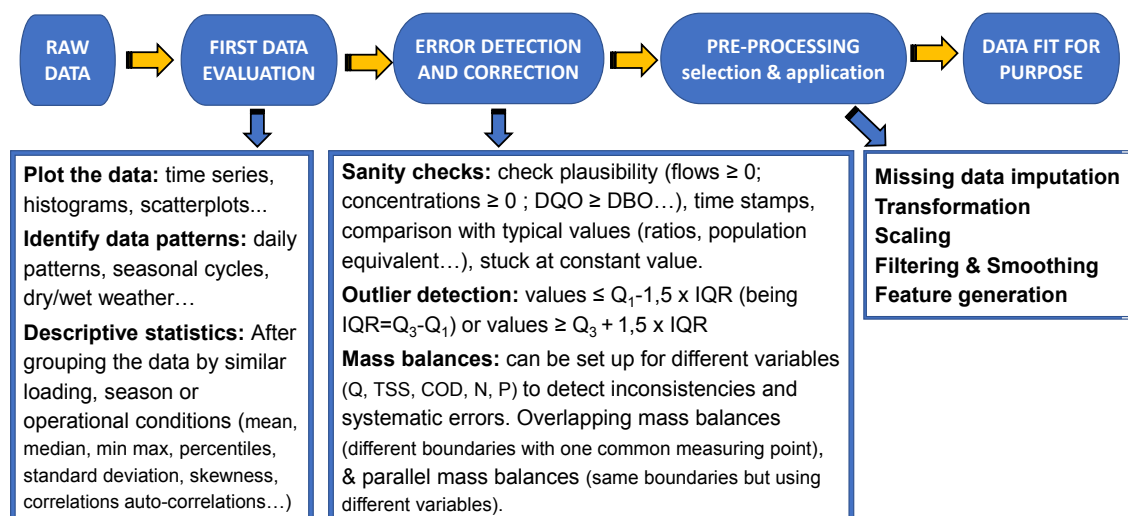 RAW
DATA
FIRST DATA
EVALUATION
ERROR DETECTION
AND CORRECTION
PRE-PROCESSING
selection & application
DATA FIT FOR
PURPOSE
Plot the data: time series,
histograms, scatterplots...
Identify data patterns: daily
patterns, seasonal cycles,
dry/wet weather…
Descriptive statistics: After
grouping the data by similar
loading, season or
operational conditions (mean,
median, min max, percentiles,
standard deviation, skewness,
correlations auto-correlations…)
Sanity checks: check plausibility (flows ≥ 0;
concentrations ≥ 0 ; DQO ≥ DBO…), time stamps,
comparison with typical values (ratios, population
equivalent…), stuck at constant value.
Outlier detection: values ≤ Q₁-1,5 x IQR (being
IQR=Q₃-Q₁) or values ≥ Q₃ + 1,5 x IQR
Mass balances: can be set up for different variables
(Q, TSS, COD, N, P) to detect inconsistencies and
systematic errors. Overlapping mass balances
(different boundaries with one common measuring point),
& parallel mass balances (same boundaries but using
different variables).
Missing data imputation
Transformation
Scaling
Filtering & Smoothing
Feature generation